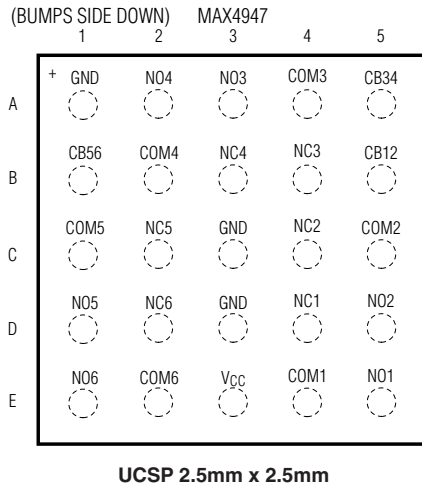 (BUMPS SIDE DOWN) MAX4947
1 2 3 4 5
+ GND NO4 NO3 COM3 CB34
A
CB56 COM4 NC4 NC3 CB12
B
COM5 NC5 GND NC2 COM2
C
NO5 NC6 GND NC1 NO2
D
NO6 COM6 VCC COM1 NO1
E
UCSP 2.5mm x 2.5mm